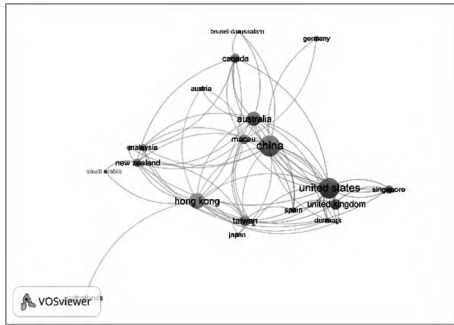 brunei darussalam
germany
canada
austria
australia
macau
china
malaysia
new zealand
saudi arabia
united states
singapore
hong kong
united kingdom
spain
taiwan
denmark
japan
VOSviewer